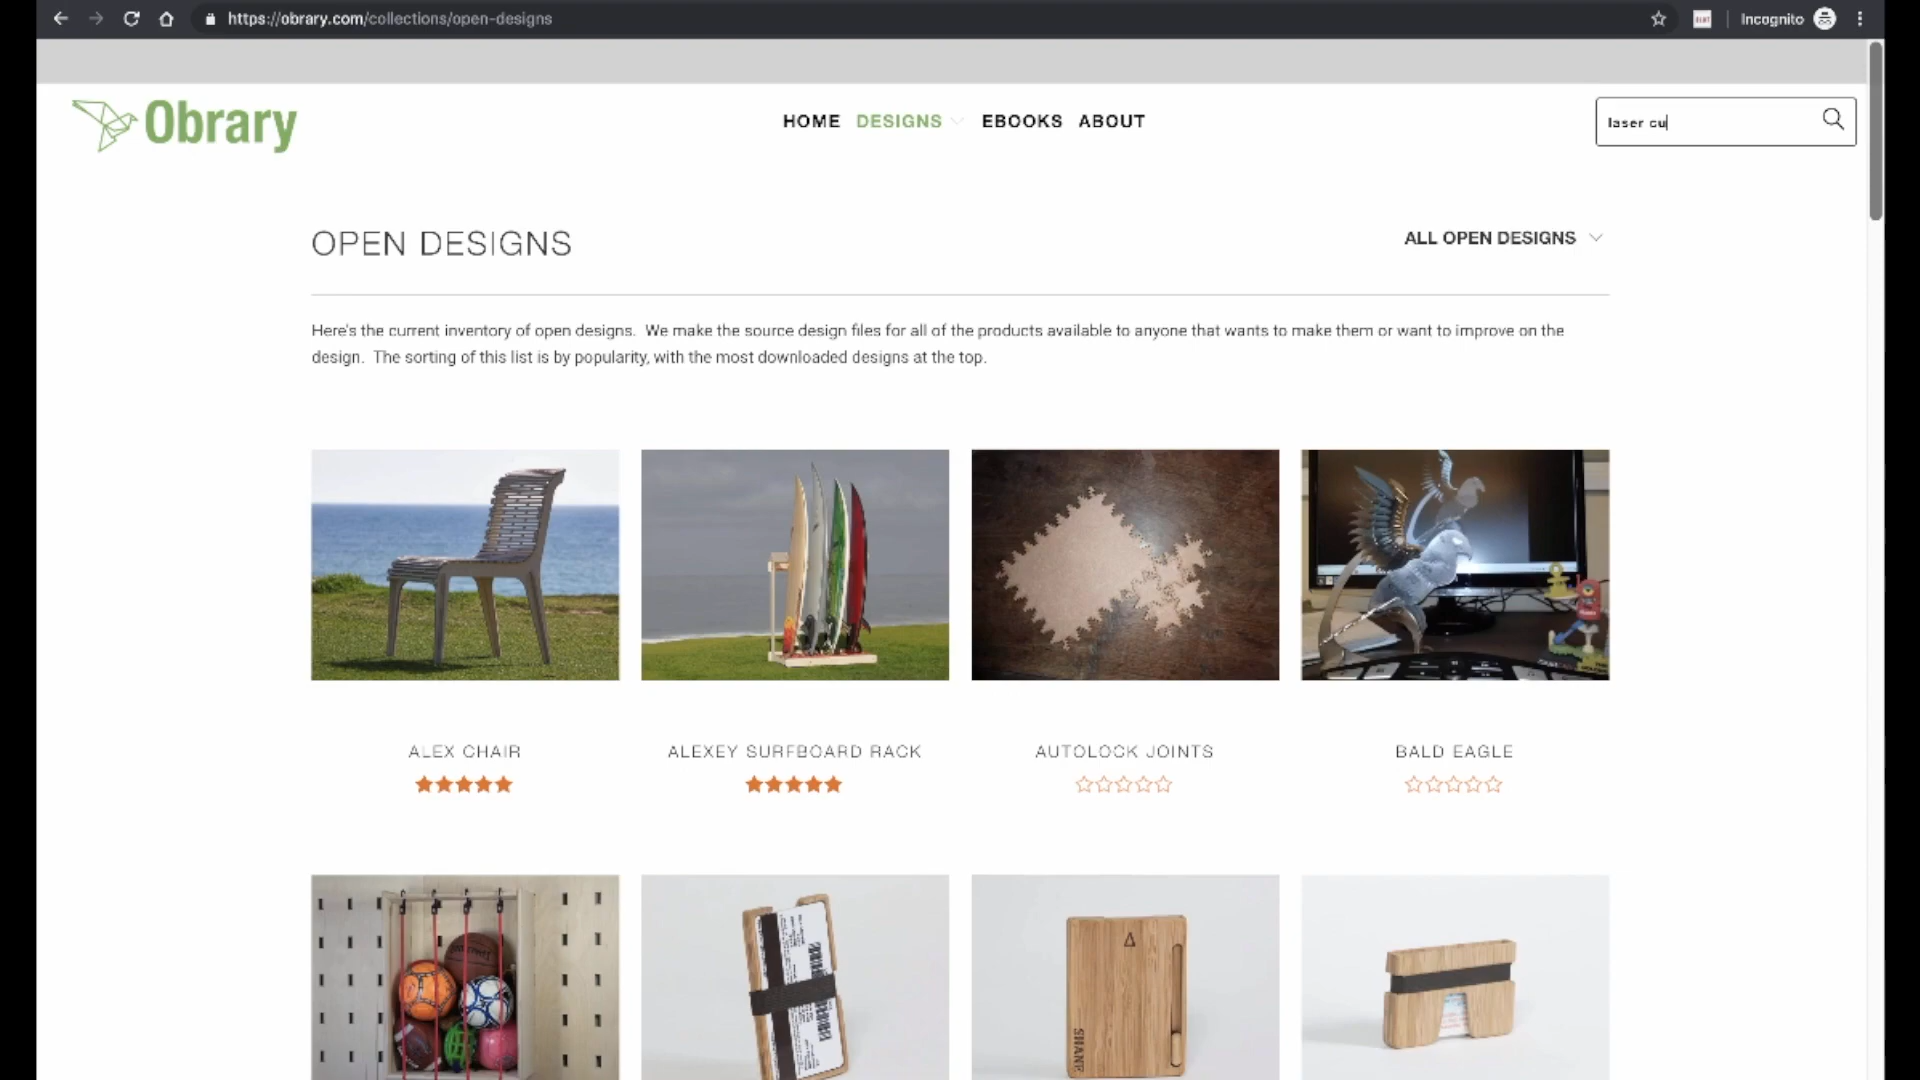 https://obrary.com/collections/open-designs
Incognito
Obrary
HOME DESIGNS EBOOKS ABOUT
laser cu
OPEN DESIGNS
ALL OPEN DESIGNS
Here's the current inventory of open designs. We make the source design files for all of the products available to anyone that wants to make them or want to improve on the
design. The sorting of this list is by popularity, with the most downloaded designs at the top.
ALEX CHAIR
ALEXEY SURFBOARD RACK
AUTOLOCK JOINTS
BALD EAGLE
SHANE